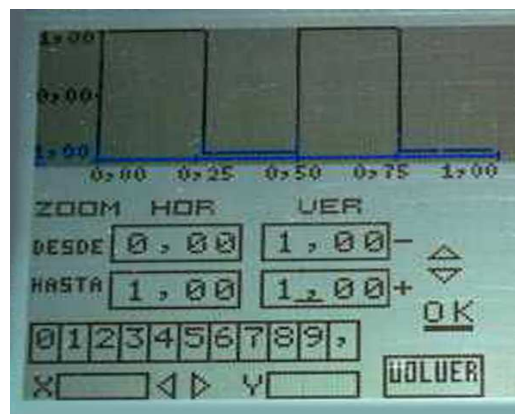 1,00
0,00
1,00
0,00 0,25 0,50 0,75 1,00
ZOOM HOR VER
DESDE 0,00 1,00-
HASTA 1,00 1,00+
OK
0 1 2 3 4 5 6 7 8 9 ,
X Y VOLVER